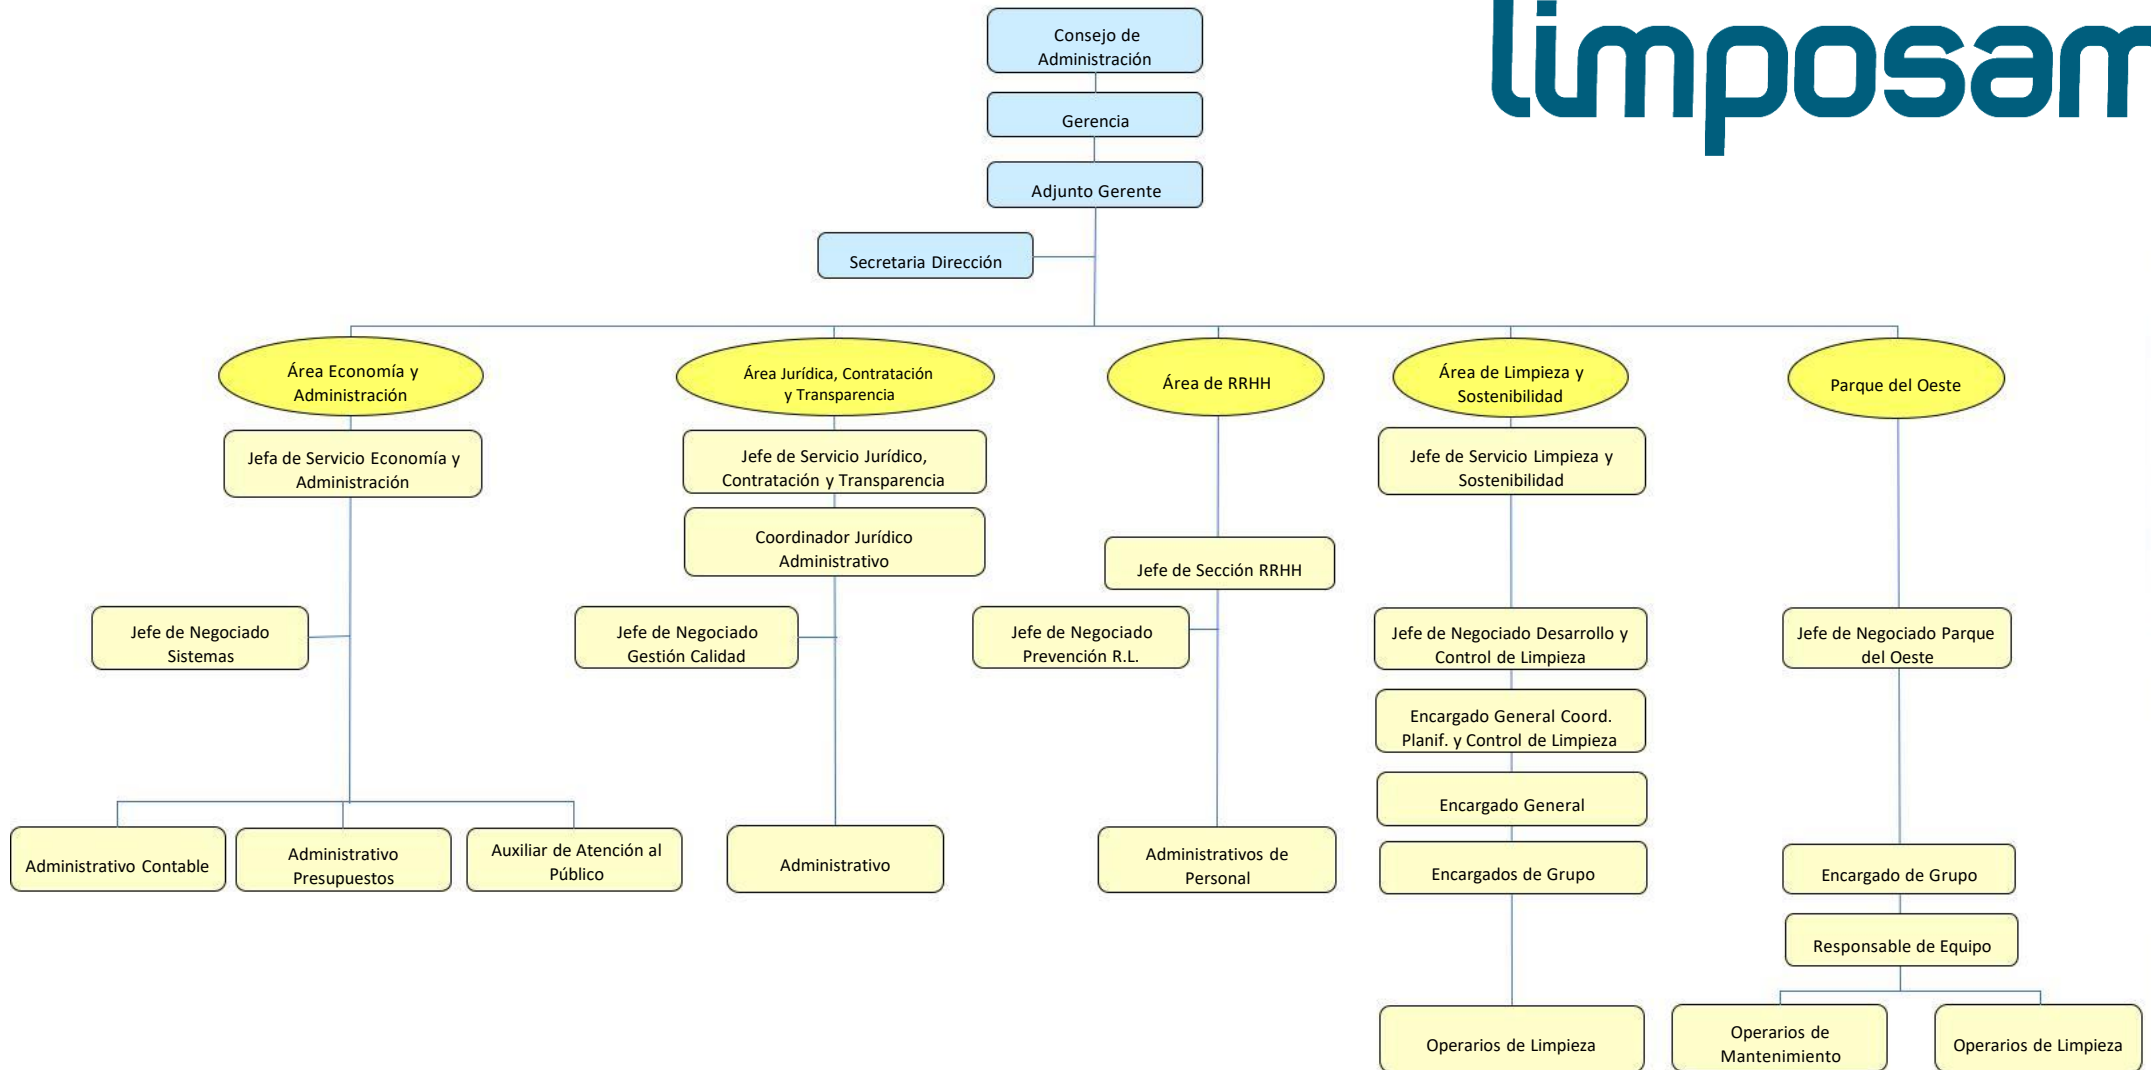 limposam
Consejo de
Administración
Gerencia
Adjunto Gerente
Secretaria Dirección
Área Economía y
Administración
Área Jurídica, Contratación
y Transparencia
Área de RRHH
Área de Limpieza y
Sostenibilidad
Parque del Oeste
Jefa de Servicio Economía y
Administración
Jefe de Servicio Jurídico,
Contratación y Transparencia
Jefe de Servicio Limpieza y
Sostenibilidad
Coordinador Jurídico
Administrativo
Jefe de Sección RRHH
Jefe de Negociado
Sistemas
Jefe de Negociado
Gestión Calidad
Jefe de Negociado
Prevención R.L.
Jefe de Negociado Desarrollo y
Control de Limpieza
Jefe de Negociado Parque
del Oeste
Encargado General Coord.
Planif. y Control de Limpieza
Encargado General
Administrativo Contable
Administrativo
Presupuestos
Auxiliar de Atención al
Público
Administrativo
Administrativos de
Personal
Encargados de Grupo
Encargado de Grupo
Responsable de Equipo
Operarios de Limpieza
Operarios de
Mantenimiento
Operarios de Limpieza